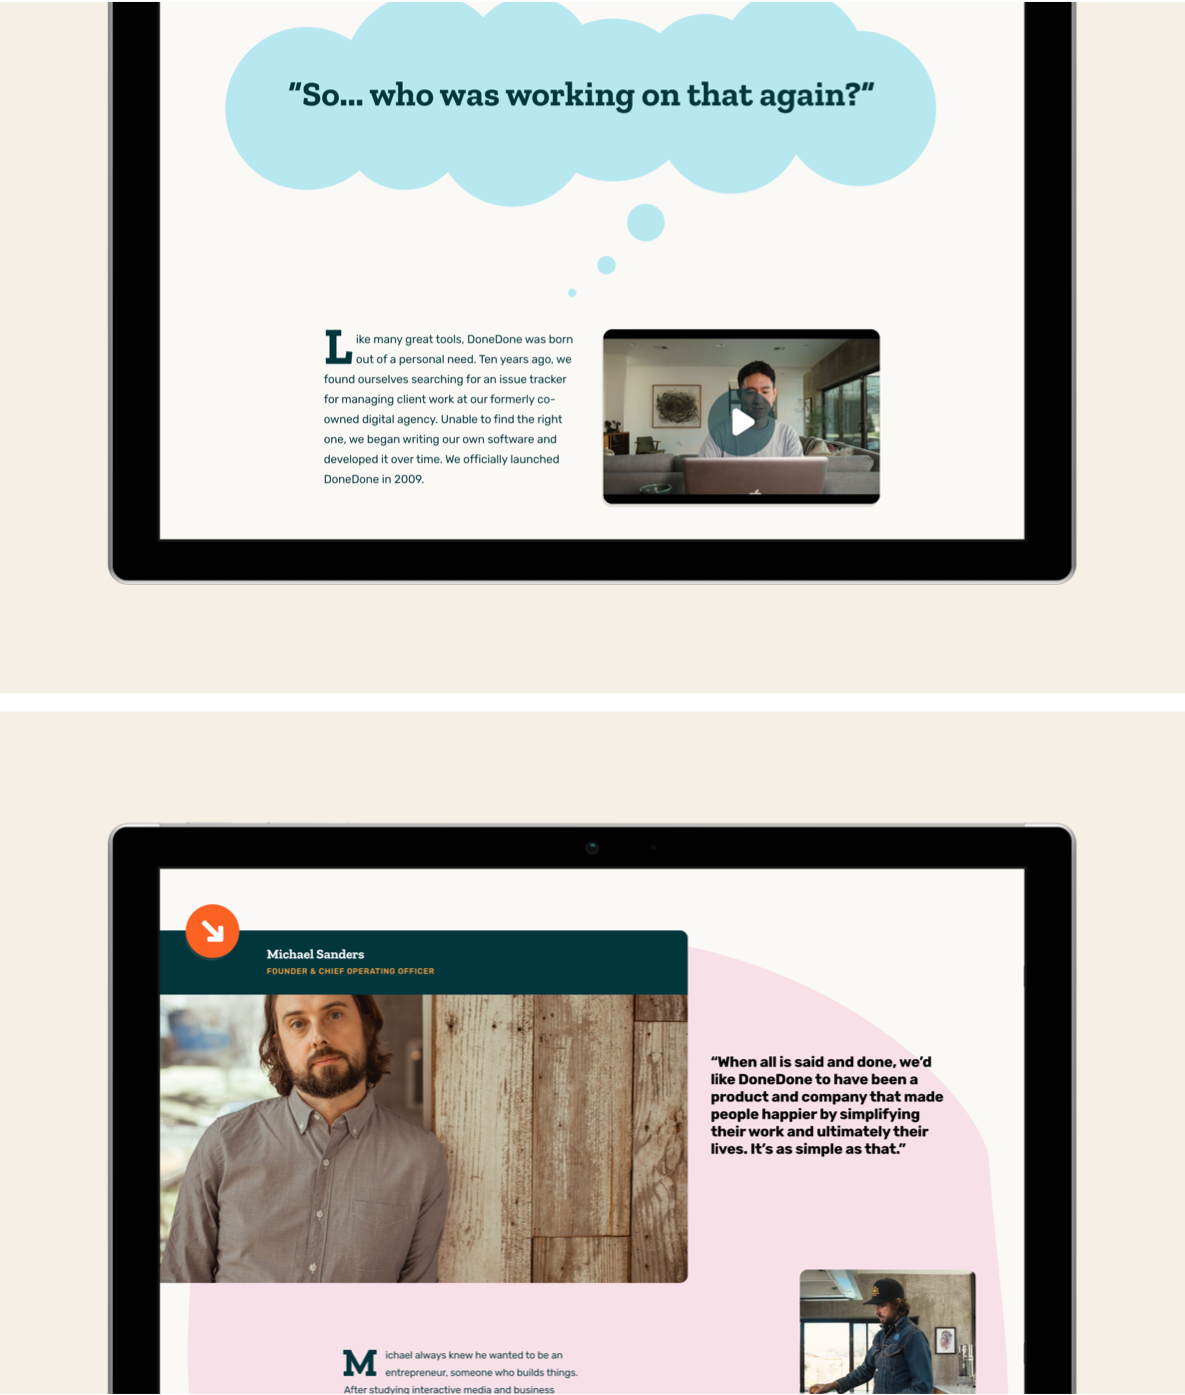 “So... who was working on that again?”
Like many great tools, DoneDone was born
out of a personal need. Ten years ago, we
found ourselves searching for an issue tracker
for managing client work at our formerly co-
owned digital agency. Unable to find the right
one, we began writing our own software and
developed it over time. We officially launched
DoneDone in 2009.
Michael Sanders
FOUNDER & CHIEF OPERATING OFFICER
“When all is said and done, we’d
like DoneDone to have been a
product and company that made
people happier by simplifying
their work and ultimately their
lives. It’s as simple as that.”
Michael always knew he wanted to be an
entrepreneur, someone who builds things.
After studying interactive media and business